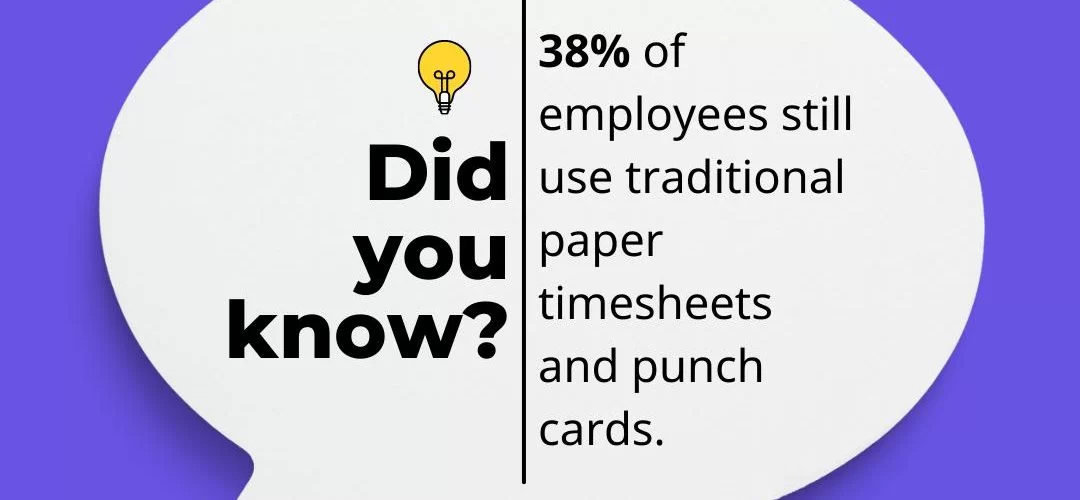 Did
you
know?
38% of
employees still
use traditional
paper
timesheets
and punch
cards.